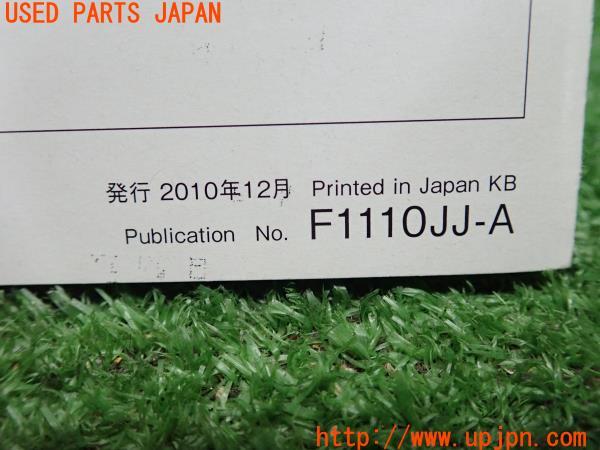 USED PARTS JAPAN
発行 2010年12月 Printed in Japan KB
Publication No. F1110JJ-A
http://www.upjpn.com/